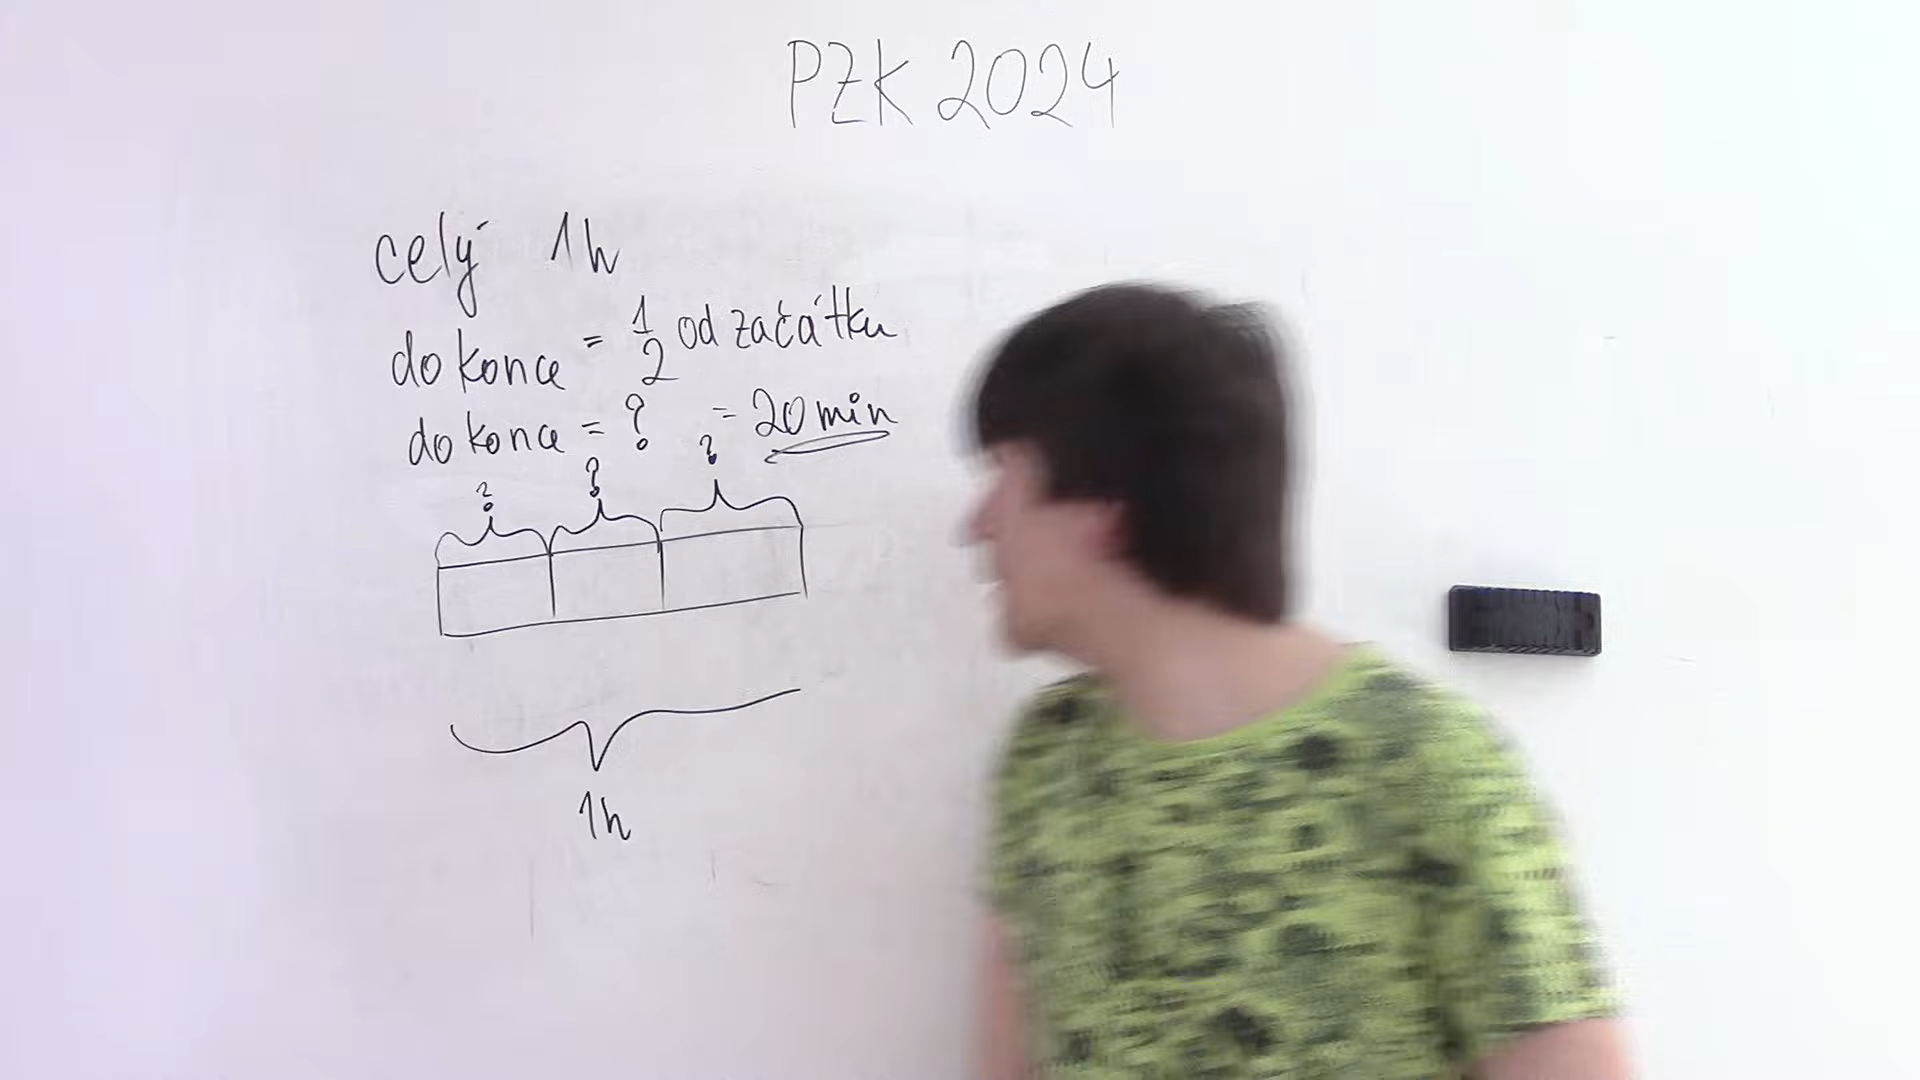 PZK 2024
celý 1h
do konce = 1/2 od začátku
do konce = ? = 20 min
? ? ?
1h